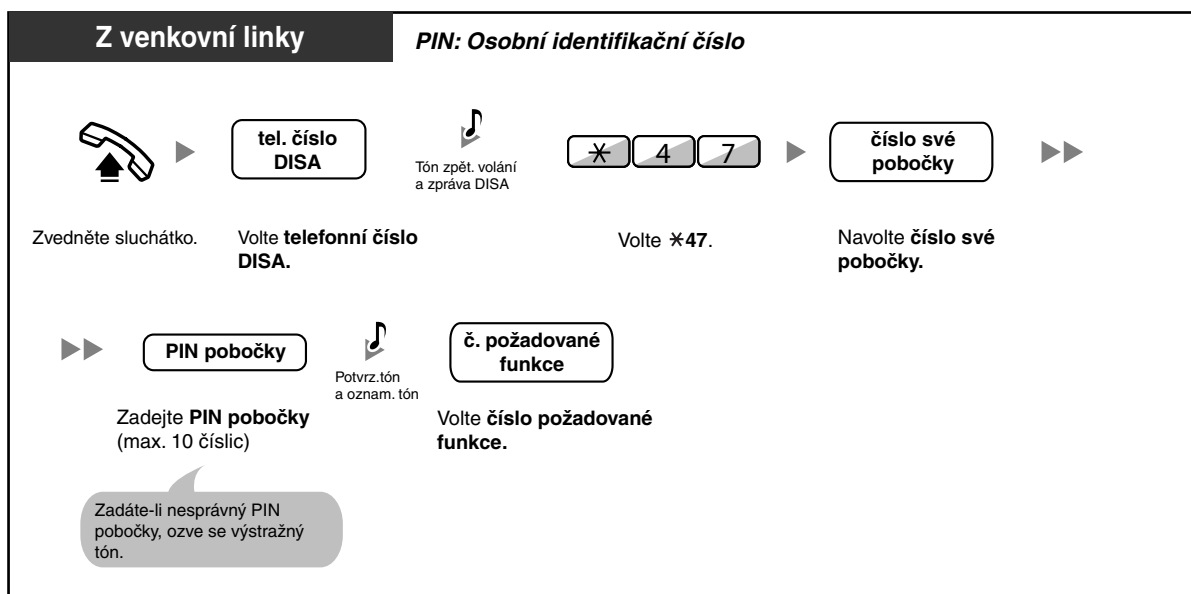 Z venkovní linky
PIN: Osobní identifikační číslo
tel. číslo
DISA
Tón zpět. volání
a zpráva DISA
* 4 7
číslo své
pobočky
Zvedněte sluchátko.
Volte telefonní číslo
DISA.
Volte *47.
Navolte číslo své
pobočky.
PIN pobočky
Potvrz.tón
a oznam. tón
č. požadované
funkce
Zadejte PIN pobočky
(max. 10 číslic)
Volte číslo požadované
funkce.
Zadáte-li nesprávný PIN
pobočky, ozve se výstražný
tón.